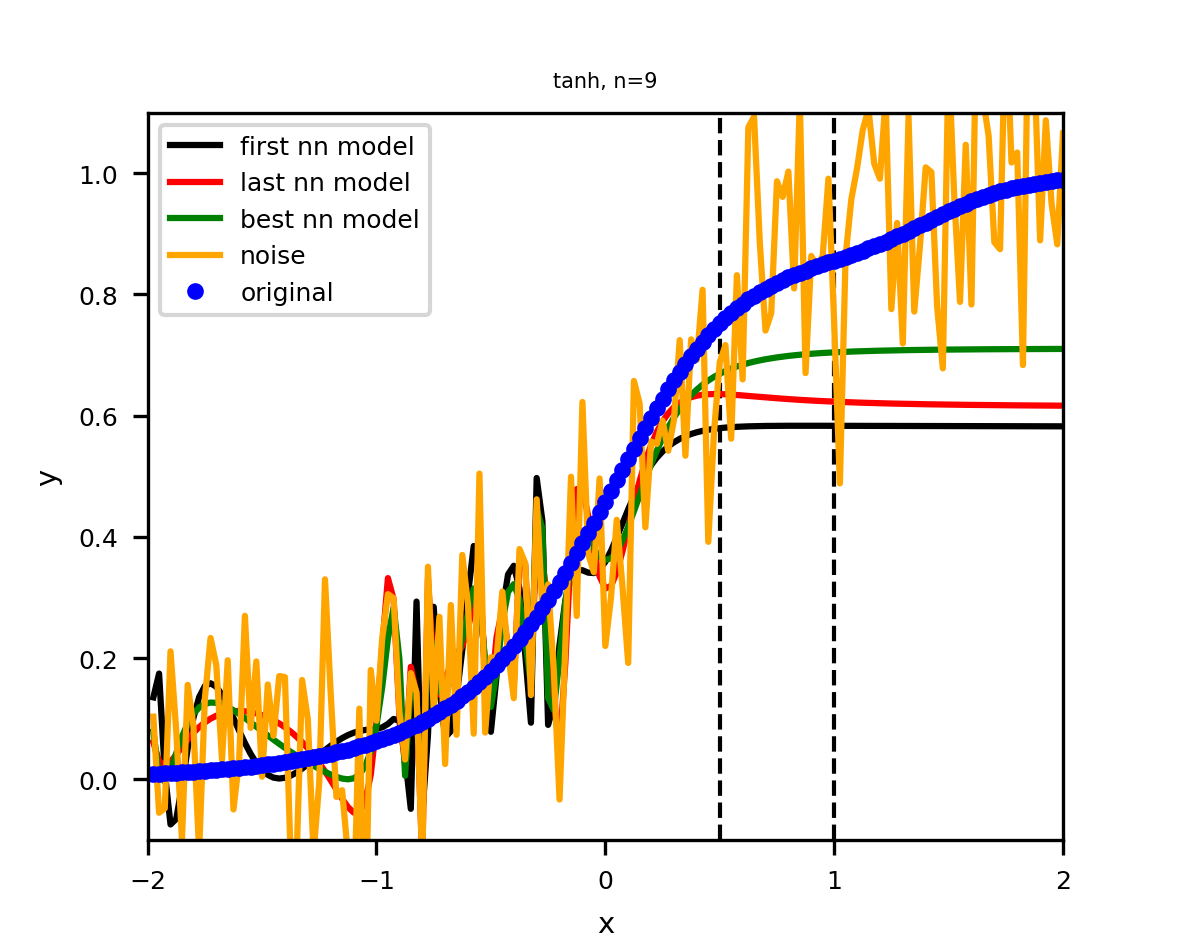 tanh, n=9
first nn model
last nn model
best nn model
noise
original
1.0
0.8
0.6
0.4
0.2
0.0
y
−2
−1
0
1
2
x